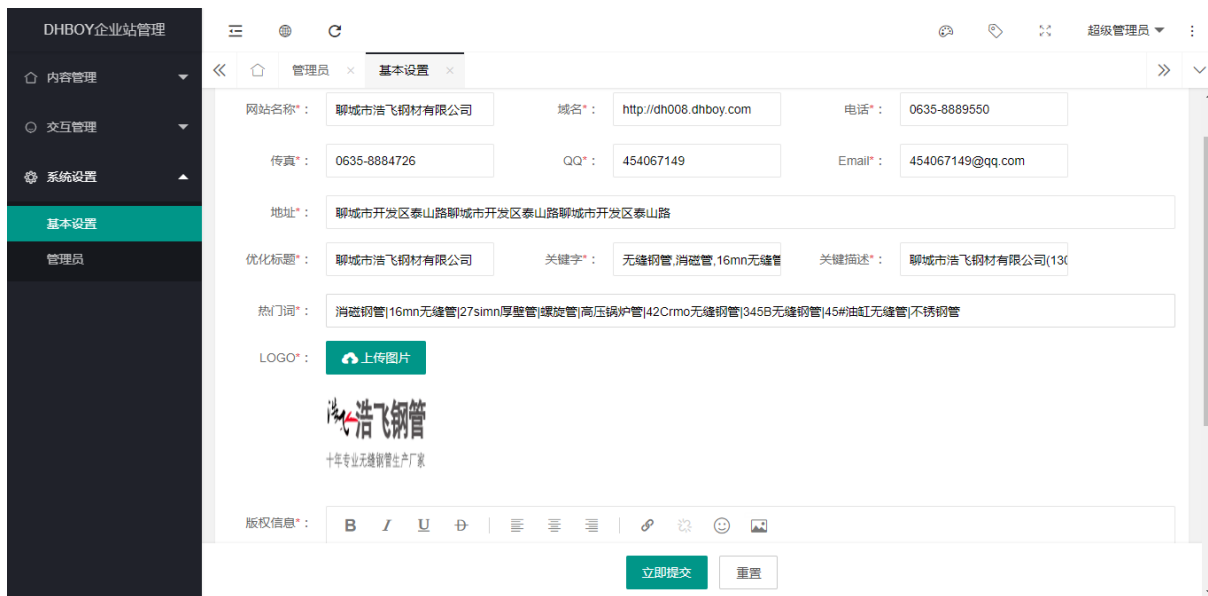 DHBOY企业站管理
超级管理员
内容管理
管理员
基本设置
网站名称*：
聊城市浩飞钢材有限公司
域名*：
http://dh008.dhboy.com
电话*：
0635-8889550
交互管理
传真*：
0635-8884726
QQ*：
454067149
Email*：
454067149@qq.com
系统设置
基本设置
管理员
地址*：
聊城市开发区泰山路聊城市开发区泰山路聊城市开发区泰山路
优化标题*：
聊城市浩飞钢材有限公司
关键字*：
无缝钢管,消磁管,16mn无缝管
关键描述*：
聊城市浩飞钢材有限公司(130
热门词*：
消磁钢管|16mn无缝管|27simn厚壁管|螺旋管|高压锅炉管|42Crmo无缝钢管|345B无缝钢管|45#油缸无缝管|不锈钢管
LOGO*：
上传图片
浩飞钢管
十年专业无缝钢管生产厂家
版权信息*：
B I U
立即提交
重置